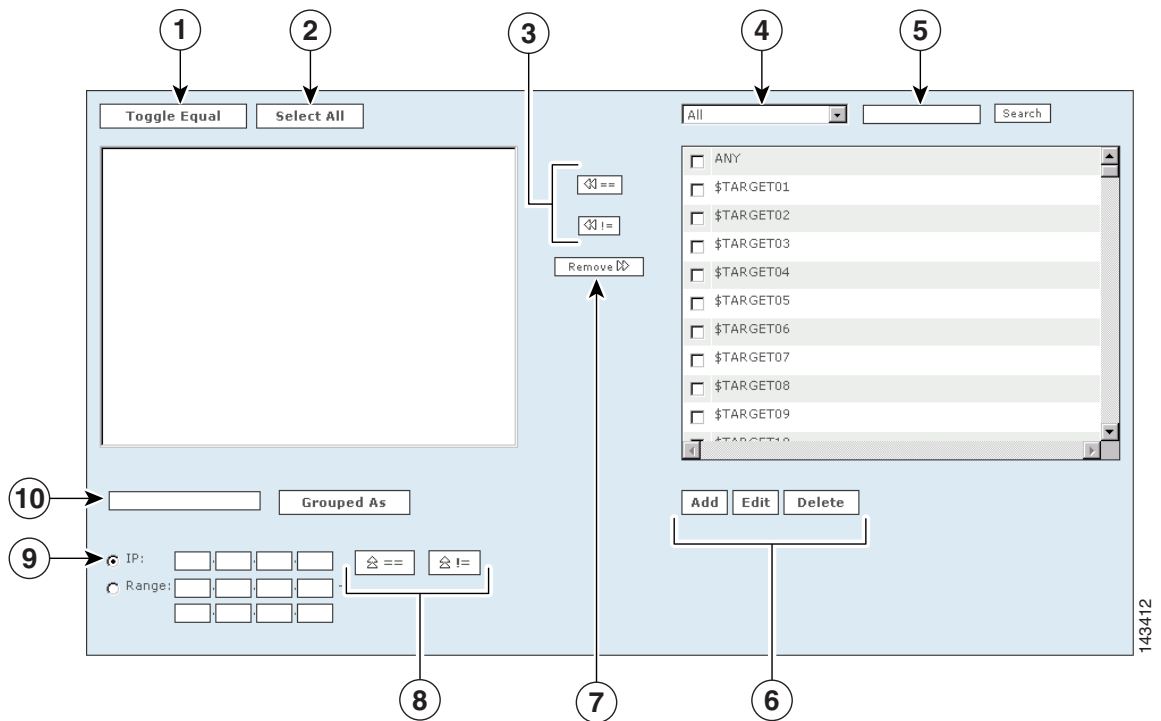 1
2
3
4
5
Toggle Equal
Select All
All
Search
==
!=
Remove
ANY
$TARGET01
$TARGET02
$TARGET03
$TARGET04
$TARGET05
$TARGET06
$TARGET07
$TARGET08
$TARGET09
$TARGET10
10
Grouped As
Add
Edit
Delete
9
IP:
==
!=
Range:
-
8
7
6
143412